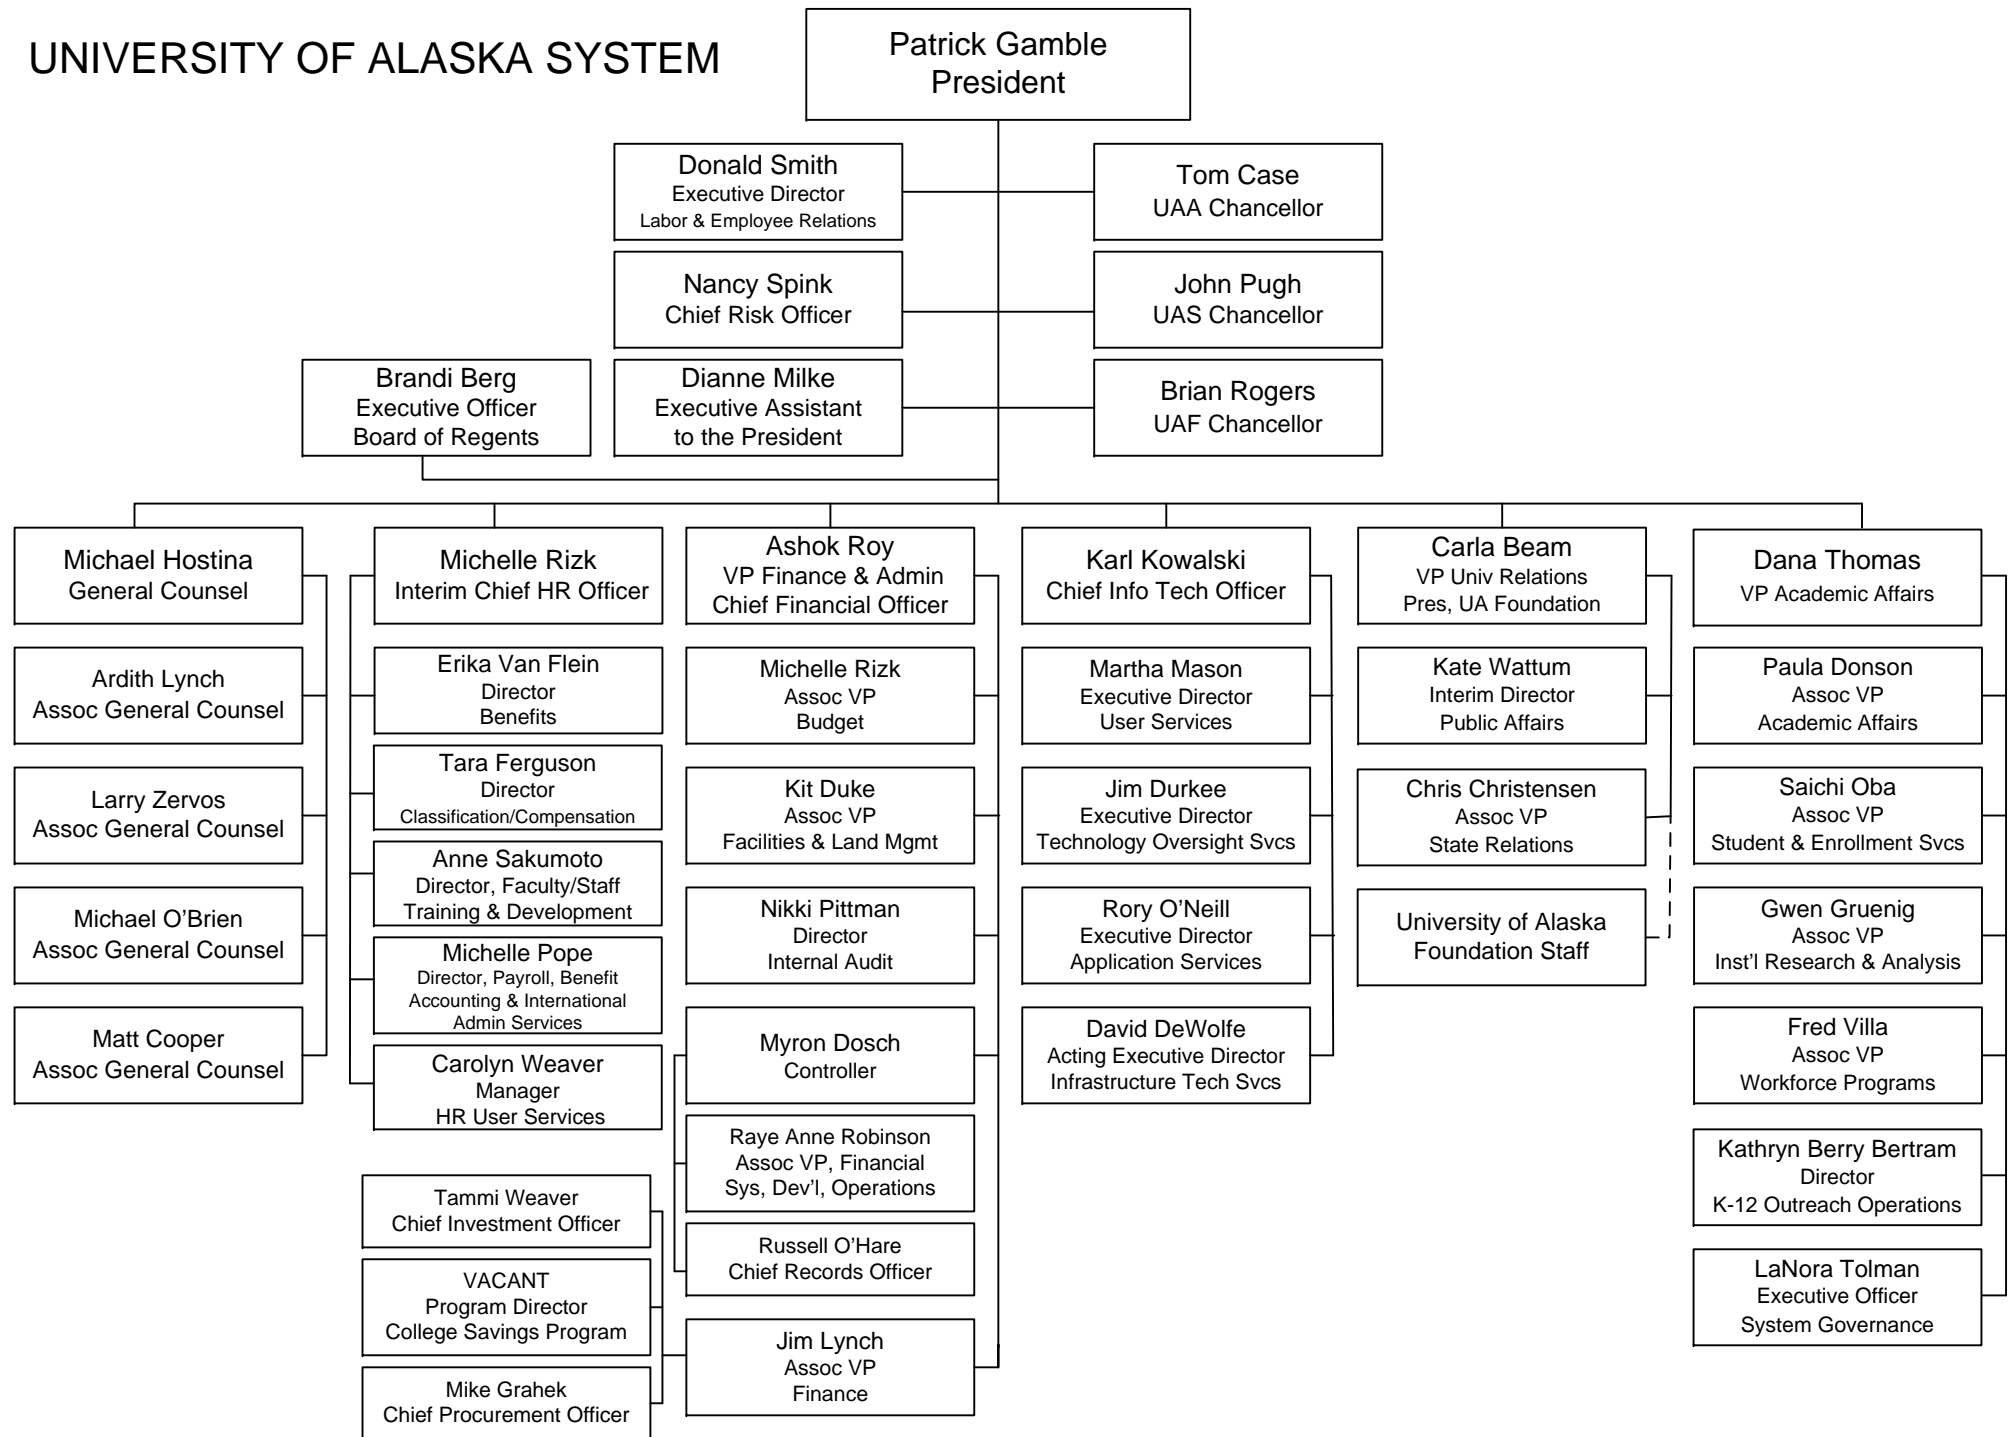 UNIVERSITY OF ALASKA SYSTEM
Patrick Gamble
President
Donald Smith
Executive Director
Labor & Employee Relations
Tom Case
UAA Chancellor
Nancy Spink
Chief Risk Officer
John Pugh
UAS Chancellor
Brandi Berg
Executive Officer
Board of Regents
Dianne Milke
Executive Assistant
to the President
Brian Rogers
UAF Chancellor
Michael Hostina
General Counsel
Ardith Lynch
Assoc General Counsel
Larry Zervos
Assoc General Counsel
Michael O’Brien
Assoc General Counsel
Matt Cooper
Assoc General Counsel
Michelle Rizk
Interim Chief HR Officer
Erika Van Flein
Director
Benefits
Tara Ferguson
Director
Classification/Compensation
Anne Sakumoto
Director, Faculty/Staff
Training & Development
Michelle Pope
Director, Payroll, Benefit
Accounting & International
Admin Services
Carolyn Weaver
Manager
HR User Services
Ashok Roy
VP Finance & Admin
Chief Financial Officer
Michelle Rizk
Assoc VP
Budget
Kit Duke
Assoc VP
Facilities & Land Mgmt
Nikki Pittman
Director
Internal Audit
Myron Dosch
Controller
Raye Anne Robinson
Assoc VP, Financial
Sys, Dev’l, Operations
Russell O’Hare
Chief Records Officer
Jim Lynch
Assoc VP
Finance
Tammi Weaver
Chief Investment Officer
VACANT
Program Director
College Savings Program
Mike Grahek
Chief Procurement Officer
Karl Kowalski
Chief Info Tech Officer
Martha Mason
Executive Director
User Services
Jim Durkee
Executive Director
Technology Oversight Svcs
Rory O’Neill
Executive Director
Application Services
David DeWolfe
Acting Executive Director
Infrastructure Tech Svcs
Carla Beam
VP Univ Relations
Pres, UA Foundation
Kate Wattum
Interim Director
Public Affairs
Chris Christensen
Assoc VP
State Relations
University of Alaska
Foundation Staff
Dana Thomas
VP Academic Affairs
Paula Donson
Assoc VP
Academic Affairs
Saichi Oba
Assoc VP
Student & Enrollment Svcs
Gwen Gruenig
Assoc VP
Inst’l Research & Analysis
Fred Villa
Assoc VP
Workforce Programs
Kathryn Berry Bertram
Director
K-12 Outreach Operations
LaNora Tolman
Executive Officer
System Governance